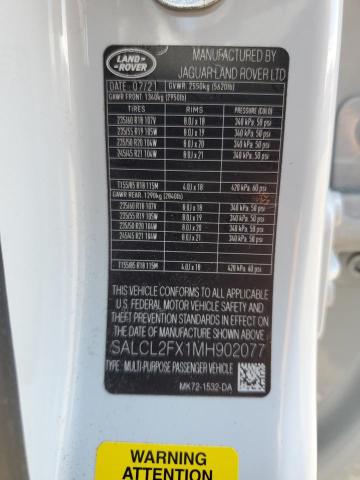 LAND
ROVER
MANUFACTURED BY
JAGUAR LAND ROVER LTD
DATE: 07/21
GVWR: 2550kg (5620lb)
GAWR FRONT: 1340kg (2950lb)
TIRES RIMS PRESSURE (COLD)
235/60 R18 107V 8.0J x 18 340 kPa, 50 psi
235/55 R19 105W 8.0J x 19 340 kPa, 50 psi
235/50 R20 104W 8.0J x 20 340 kPa, 50 psi
245/45 R21 104W 8.0J x 21 340 kPa, 50 psi
T155/85 R18 115M 4.0J x 18 420 kPa, 60 psi
GAWR REAR: 1290kg (2840lb)
235/60 R18 107V 8.0J x 18 340 kPa, 50 psi
235/55 R19 105W 8.0J x 19 340 kPa, 50 psi
235/50 R20 104W 8.0J x 20 340 kPa, 50 psi
245/45 R21 104W 8.0J x 21 340 kPa, 50 psi
T155/85 R18 115M 4.0J x 18 420 kPa, 60 psi
THIS VEHICLE CONFORMS TO ALL APPLICABLE
U.S. FEDERAL MOTOR VEHICLE SAFETY AND THEFT
PREVENTION STANDARDS IN EFFECT ON THE DATE
OF MANUFACTURE SHOWN ABOVE
SALCL2FX1MH902077
TYPE: MULTI-PURPOSE PASSENGER VEHICLE
MK72-1532-DA
WARNING
ATTENTION